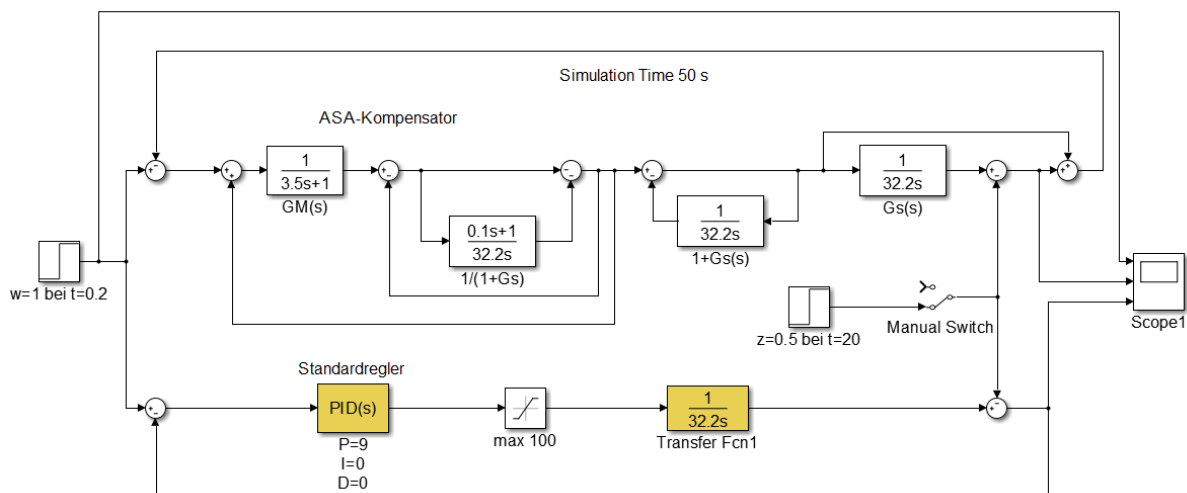 Simulation Time 50 s
ASA-Kompensator
1
3.5s+1
GM(s)
0.1s+1
32.2s
1/(1+Gs)
1
32.2s
1+Gs(s)
1
32.2s
Gs(s)
w=1 bei t=0.2
z=0.5 bei t=20
Manual Switch
Scope1
Standardregler
PID(s)
P=9
I=0
D=0
max 100
1
32.2s
Transfer Fcn1